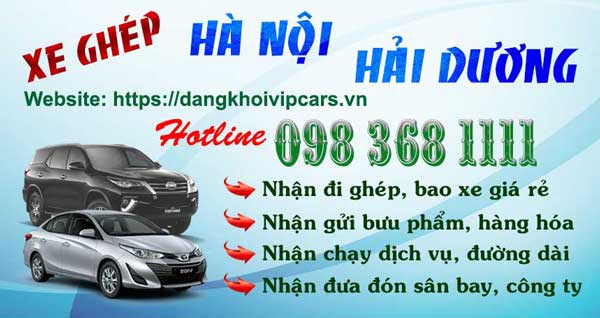 XE GHÉP HÀ NỘI HẢI DƯƠNG
Website: https://dangkhoivipcars.vn
Hotline 098 368 1111
Nhận đi ghép, bao xe giá rẻ
Nhận gửi bưu phẩm, hàng hóa
Nhận chạy dịch vụ, đường dài
Nhận đưa đón sân bay, công ty